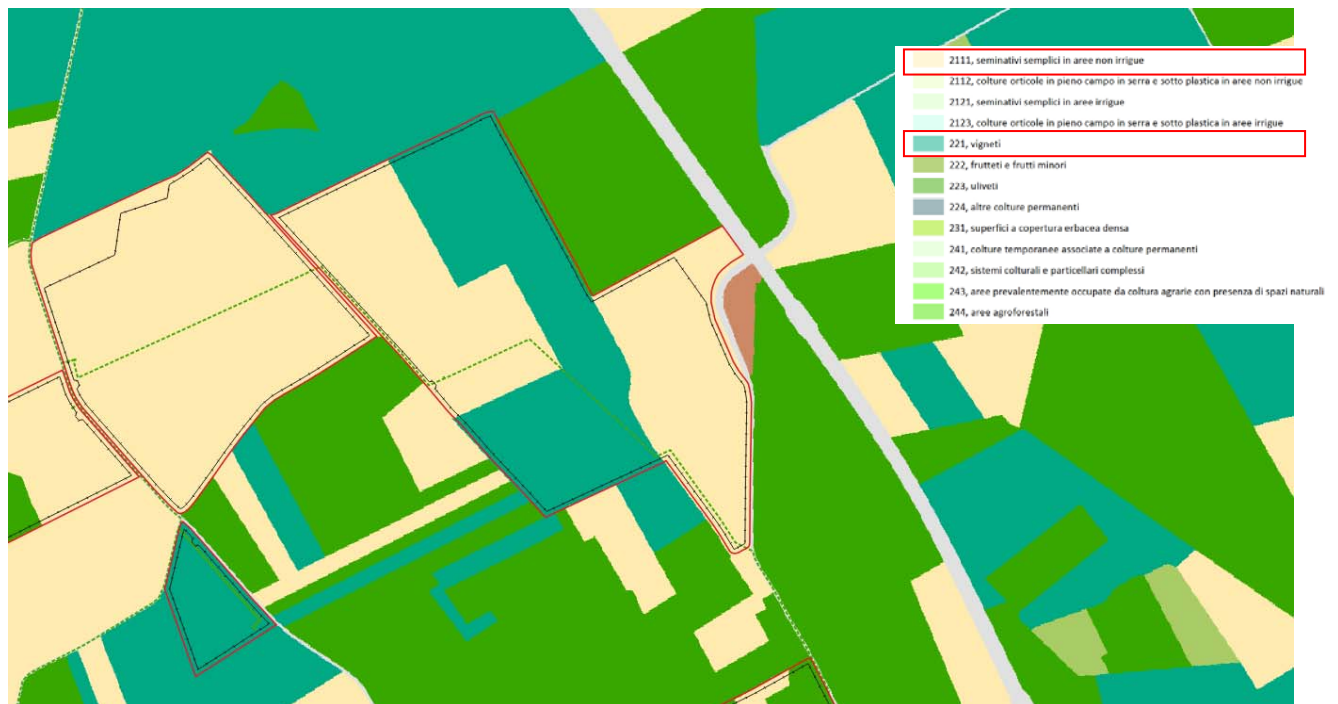 2111, seminativi semplici in aree non irrigue
2112, colture orticole in pieno campo in serra e sotto plastica in aree non irrigue
2121, seminativi semplici in aree irrigue
2123, colture orticole in pieno campo in serra e sotto plastica in aree irrigue
221, vigneti
222, frutteti e frutti minori
223, uliveti
224, altre colture permanenti
231, superfici a copertura erbacea densa
241, colture temporanee associate a colture permanenti
242, sistemi colturali e particellari complessi
243, aree prevalentemente occupate da coltura agrarie con presenza di spazi naturali
244, aree agroforestali